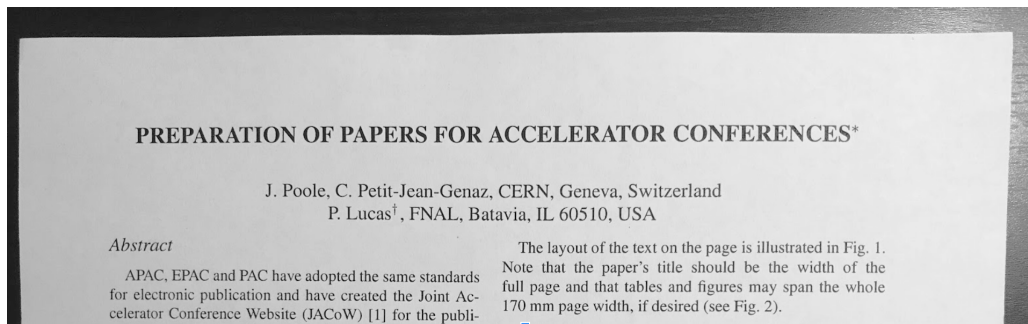 PREPARATION OF PAPERS FOR ACCELERATOR CONFERENCES*
J. Poole, C. Petit-Jean-Genaz, CERN, Geneva, Switzerland
P. Lucas†, FNAL, Batavia, IL 60510, USA
Abstract
APAC, EPAC and PAC have adopted the same standards
for electronic publication and have created the Joint Ac-
celerator Conference Website (JACoW) [1] for the publi-
The layout of the text on the page is illustrated in Fig. 1.
Note that the paper's title should be the width of the
full page and that tables and figures may span the whole
170 mm page width, if desired (see Fig. 2).